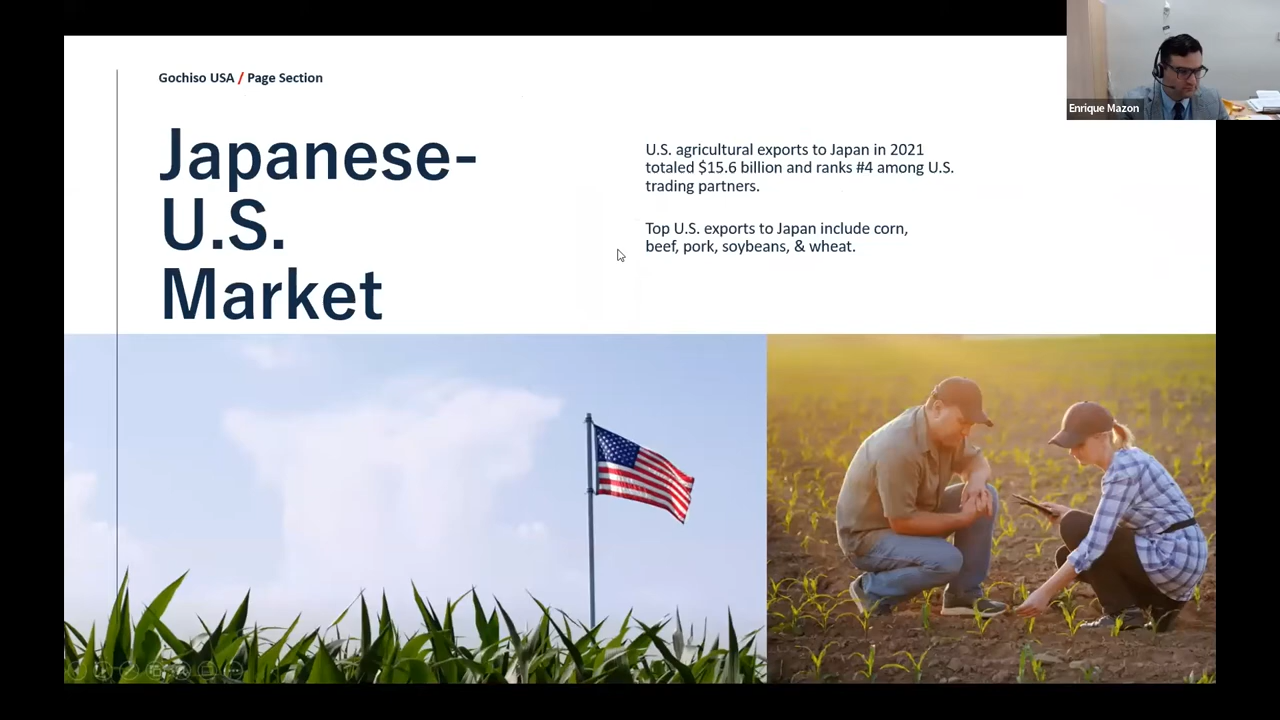 Gochiso USA / Page Section
Japanese-
U.S.
Market
U.S. agricultural exports to Japan in 2021
totaled $15.6 billion and ranks #4 among U.S.
trading partners.
Top U.S. exports to Japan include corn,
beef, pork, soybeans, & wheat.
Enrique Mazon